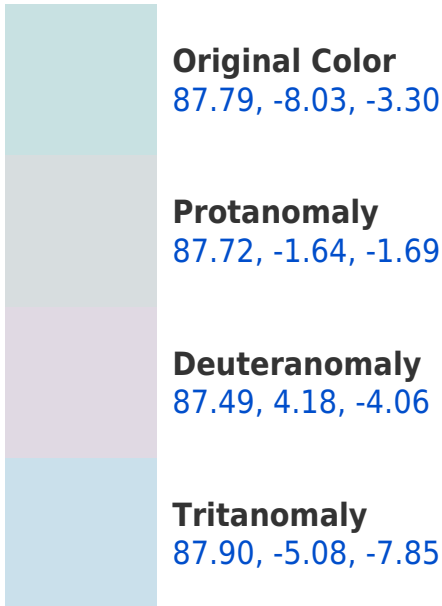 Original Color
87.79, -8.03, -3.30
Protanomaly
87.72, -1.64, -1.69
Deuteranomaly
87.49, 4.18, -4.06
Tritanomaly
87.90, -5.08, -7.85